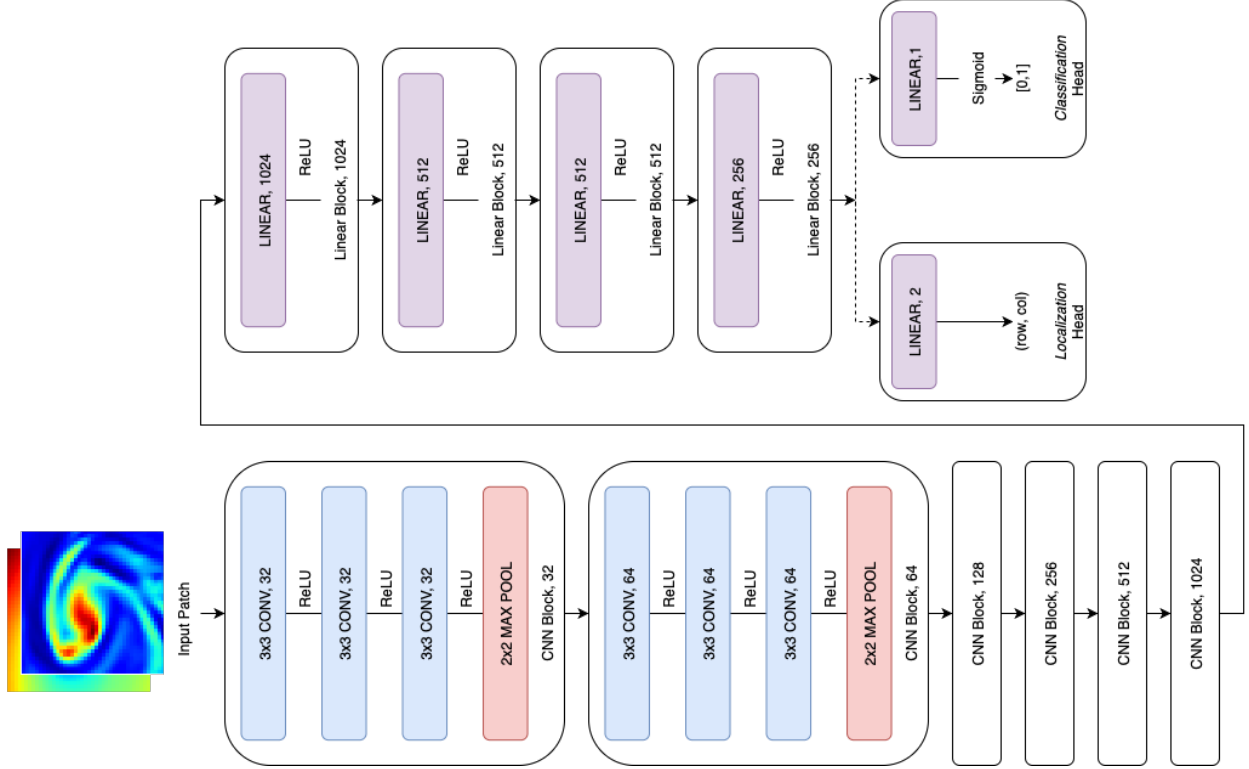 Input Patch
3x3 CONV, 32
ReLU
3x3 CONV, 32
ReLU
3x3 CONV, 32
ReLU
2x2 MAX POOL
CNN Block, 32
3x3 CONV, 64
ReLU
3x3 CONV, 64
ReLU
3x3 CONV, 64
ReLU
2x2 MAX POOL
CNN Block, 64
CNN Block, 128
CNN Block, 256
CNN Block, 512
CNN Block, 1024
LINEAR, 1024
ReLU
Linear Block, 1024
LINEAR, 512
ReLU
Linear Block, 512
LINEAR, 512
ReLU
Linear Block, 512
LINEAR, 256
ReLU
Linear Block, 256
LINEAR, 2
(row, col)
Localization
Head
LINEAR,1
Sigmoid
[0,1]
Classification
Head